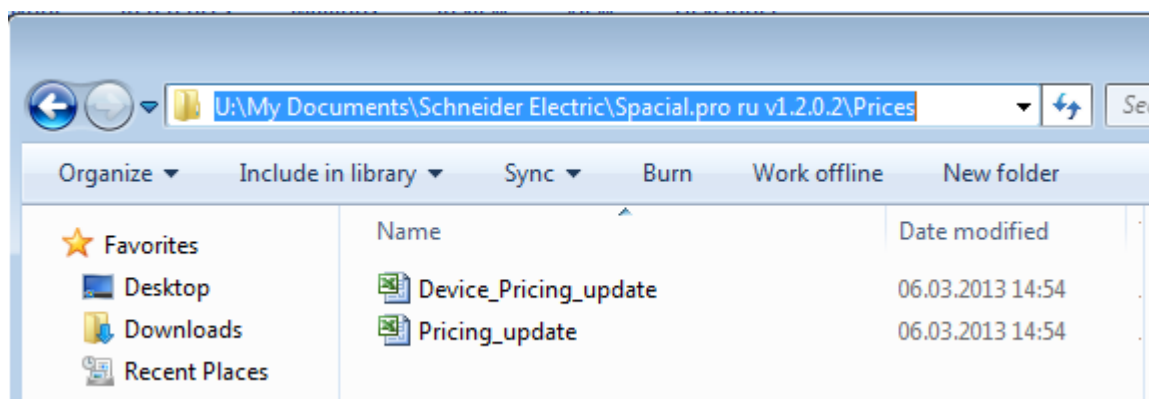 U:\My Documents\Schneider Electric\Spacial.pro ru v1.2.0.2\Prices
Organize Include in library Sync Burn Work offline New folder
Favorites
Desktop
Downloads
Recent Places
Name Date modified
Device_Pricing_update 06.03.2013 14:54
Pricing_update 06.03.2013 14:54